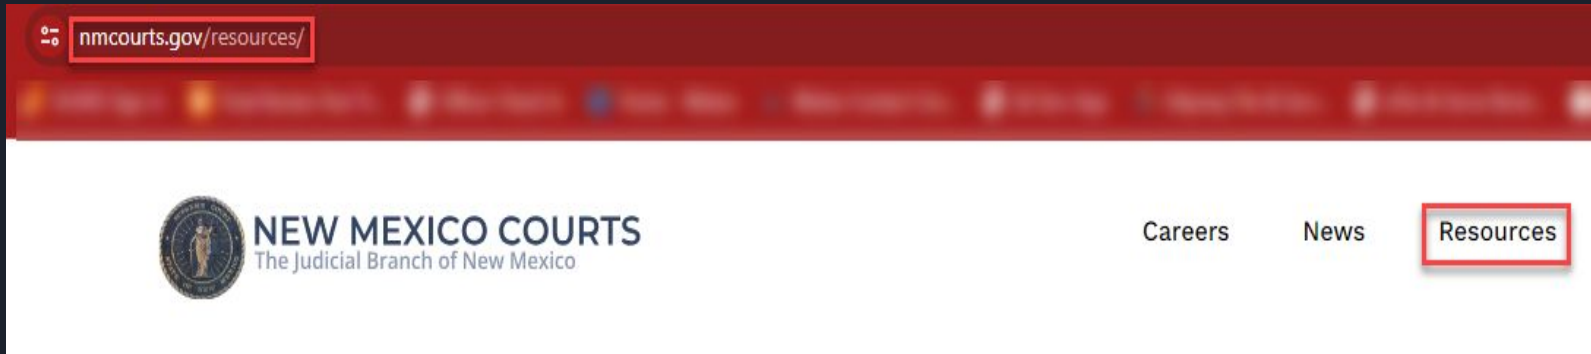 nmcourts.gov/resources/
NEW MEXICO COURTS
The Judicial Branch of New Mexico
Careers News Resources